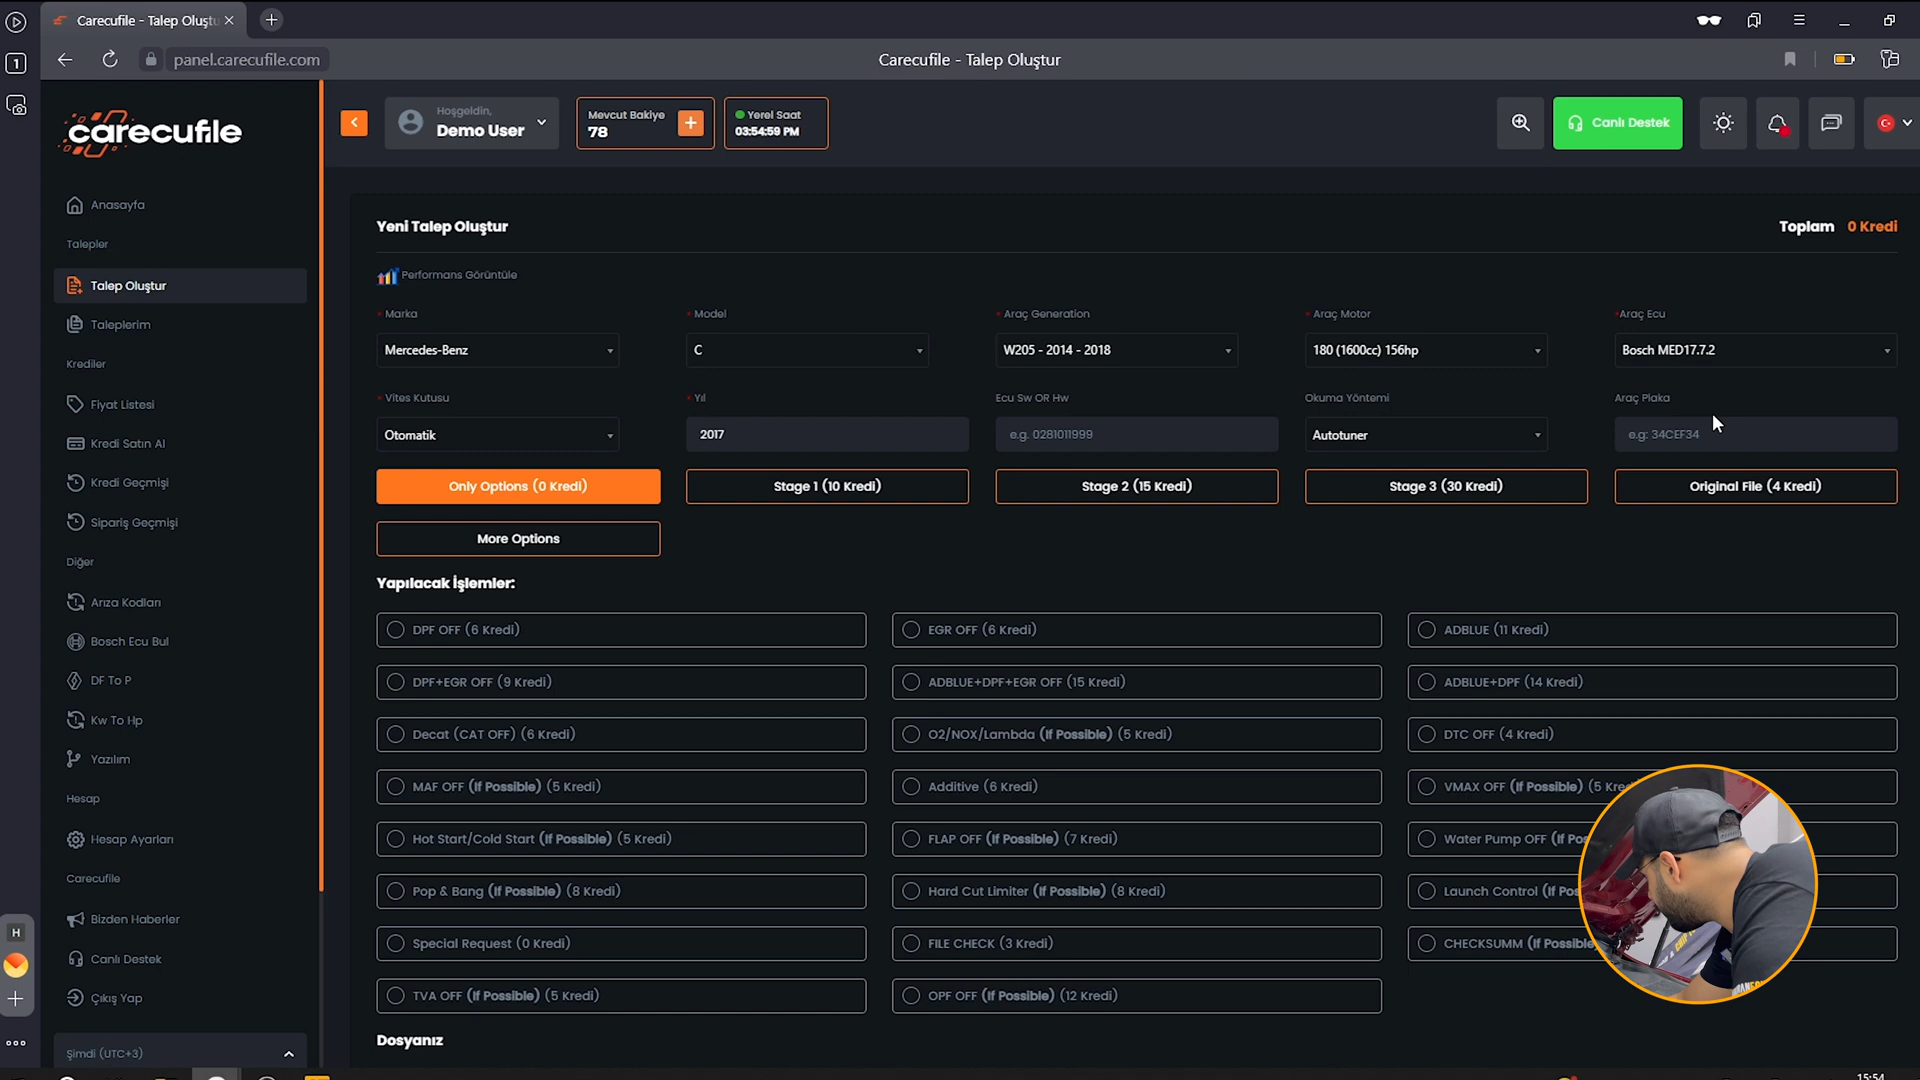 Carecufile - Talep Oluştu
panel.carecufile.com
Carecufile - Talep Oluştur
1
H
carecufile
Hoşgeldin,
Demo User
Mevcut Bakiye
78
Yerel Saat
03:54:59 PM
Canlı Destek
Anasayfa
Talepler
Talep Oluştur
Taleplerim
Krediler
Fiyat Listesi
Kredi Satın Al
Kredi Geçmişi
Sipariş Geçmişi
Diğer
Arıza Kodları
Bosch Ecu Bul
DF To P
Kw To Hp
Yazılım
Hesap
Hesap Ayarları
Carecufile
Bizden Haberler
Canlı Destek
Çıkış Yap
Şimdi (UTC+3)
Yeni Talep Oluştur
Toplam 0 Kredi
Performans Görüntüle
* Marka
* Model
* Araç Generation
* Araç Motor
*Araç Ecu
Mercedes-Benz
C
W205 - 2014 - 2018
180 (1600cc) 156hp
Bosch MED17.7.2
* Vites Kutusu
* Yıl
Ecu Sw OR Hw
Okuma Yöntemi
Araç Plaka
Otomatik
2017
e.g. 0281011999
Autotuner
e.g: 34CEF34
Only Options (0 Kredi)
Stage 1 (10 Kredi)
Stage 2 (15 Kredi)
Stage 3 (30 Kredi)
Original File (4 Kredi)
More Options
Yapılacak İşlemler:
DPF OFF (6 Kredi)
EGR OFF (6 Kredi)
ADBLUE (11 Kredi)
DPF+EGR OFF (9 Kredi)
ADBLUE+DPF+EGR OFF (15 Kredi)
ADBLUE+DPF (14 Kredi)
Decat (CAT OFF) (6 Kredi)
O2/NOX/Lambda (If Possible) (5 Kredi)
DTC OFF (4 Kredi)
MAF OFF (If Possible) (5 Kredi)
Additive (6 Kredi)
VMAX OFF (If Possible) (5 Kre
Hot Start/Cold Start (If Possible) (5 Kredi)
FLAP OFF (If Possible) (7 Kredi)
Water Pump OFF (If Pos
Pop & Bang (If Possible) (8 Kredi)
Hard Cut Limiter (If Possible) (8 Kredi)
Launch Control (If Pos
Special Request (0 Kredi)
FILE CHECK (3 Kredi)
CHECKSUMM (If Possible
TVA OFF (If Possible) (5 Kredi)
OPF OFF (If Possible) (12 Kredi)
Dosyanız
15:54